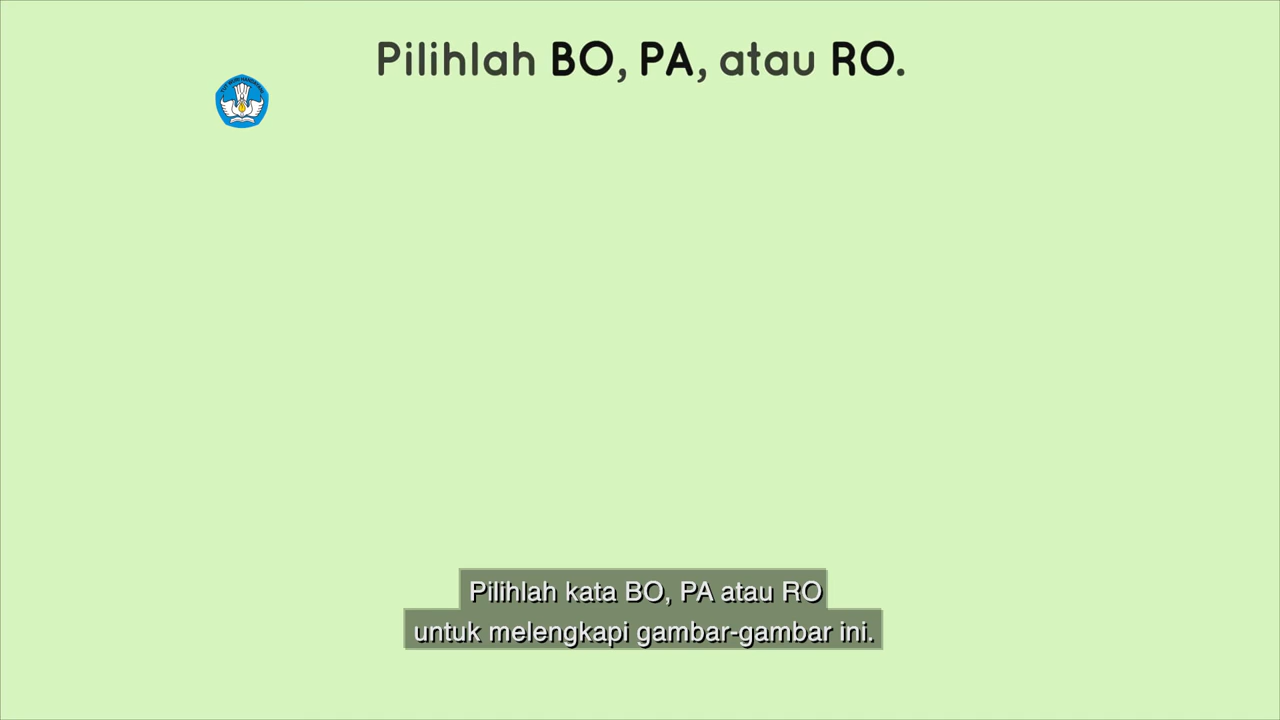 Pilihlah BO, PA, atau RO.
Pilihlah kata BO, PA atau RO
untuk melengkapi gambar-gambar ini.